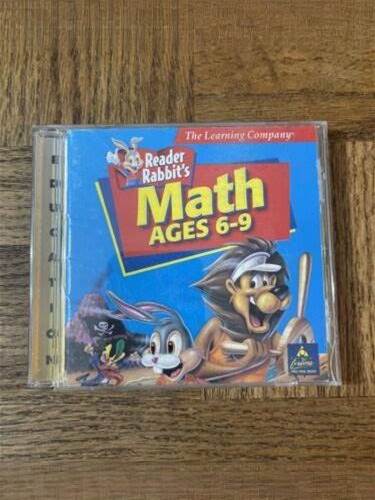 The Learning Company®
Reader
Rabbit's
Math
AGES 6-9
EDUCATION